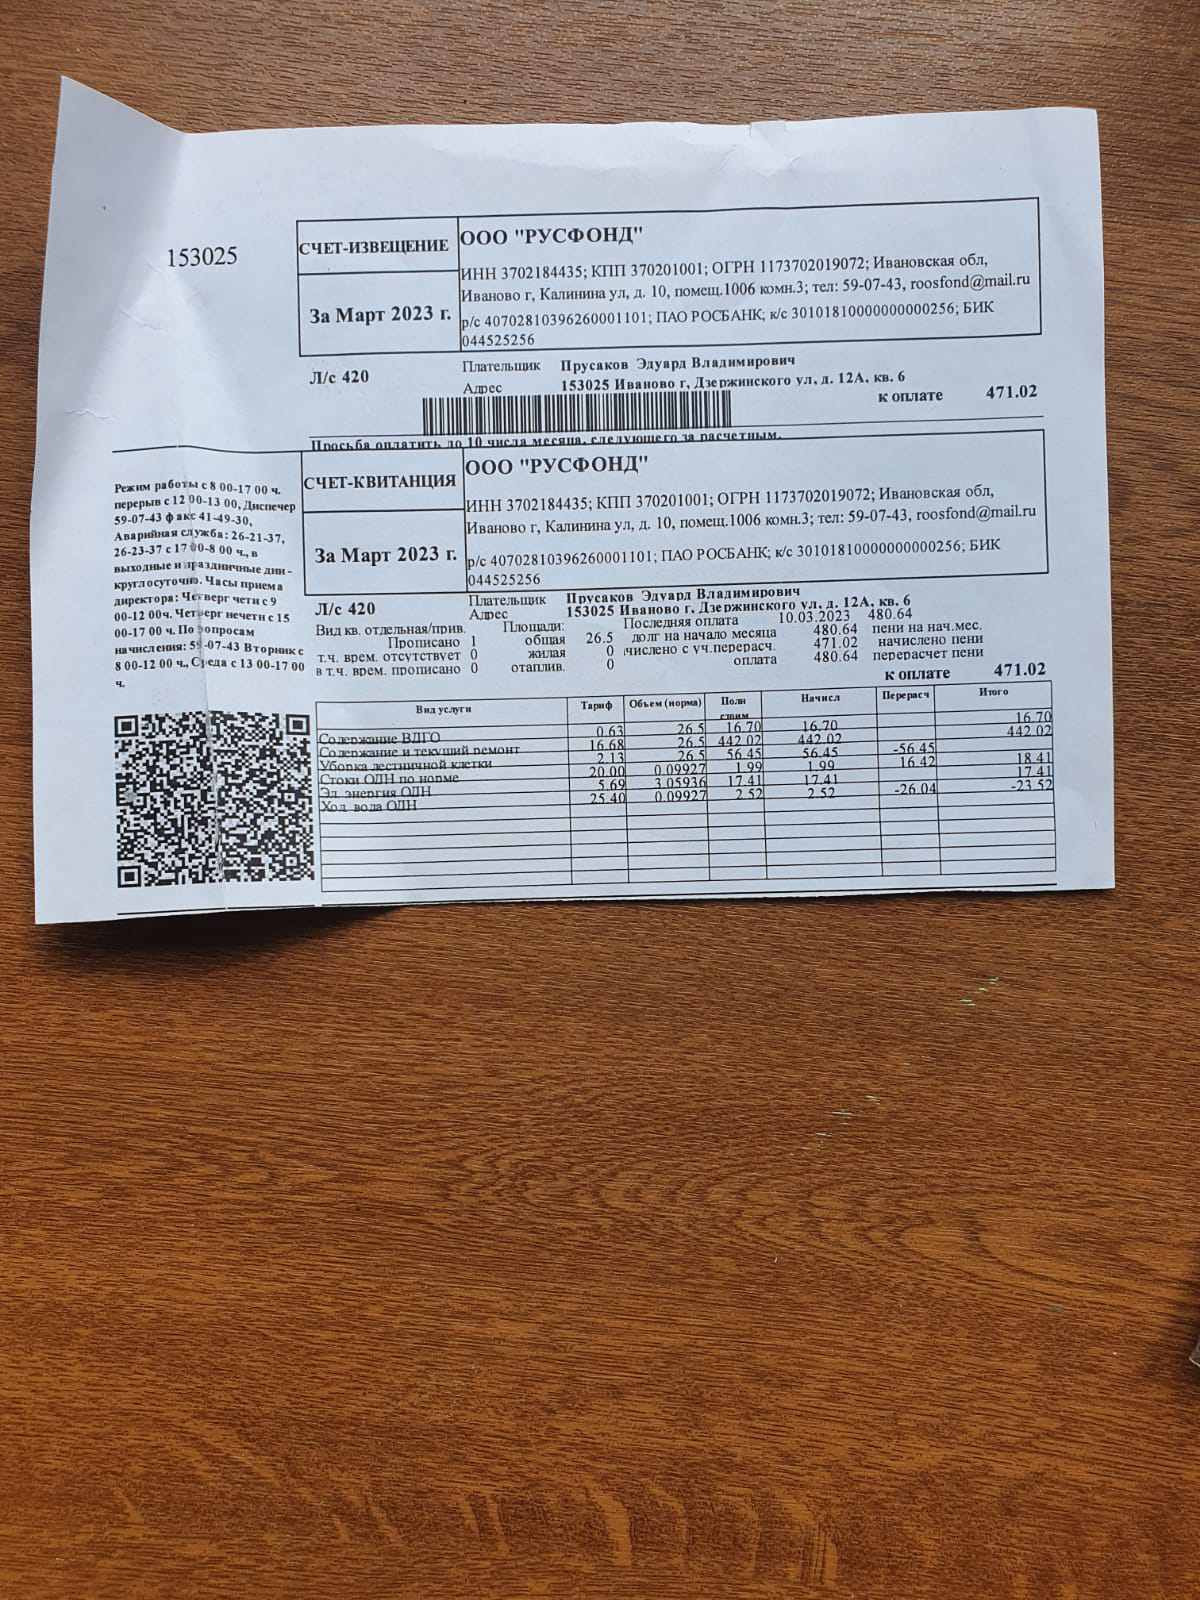 153025
СЧЕТ-ИЗВЕЩЕНИЕ
За Март 2023 г.
ООО "РУСФОНД"
ИНН 3702184435; КПП 370201001; ОГРН 1173702019072; Ивановская обл,
Иваново г, Калинина ул, д. 10, помещ.1006 комн.3; тел: 59-07-43, roosfond@mail.ru
р/с 40702810396260001101; ПАО РОСБАНК; к/с 30101810000000000256; БИК
044525256
Л/с 420
Плательщик Прусаков Эдуард Владимирович
Адрес 153025 Иваново г, Дзержинского ул, д. 12А, кв. 6
к оплате 471.02
Просьба оплатить до 10 числа месяца, следующего за расчетным.
Режим работы с 8 00-17 00 ч.
перерыв с 12 00-13 00, Диспечер
59-07-43 факс 41-49-30,
Аварийная служба: 26-21-37,
26-23-37 с 17 00-8 00 ч., в
выходные и праздничные дни -
круглосуточно. Часы приема
директора: Четверг четн с 9
00-12 00ч. Четверг нечетн с 15
00-17 00 ч. По вопросам
начисления: 59-07-43 Вторник с
8 00-12 00 ч., Среда с 13 00-17 00
ч.
СЧЕТ-КВИТАНЦИЯ
За Март 2023 г.
ООО "РУСФОНД"
ИНН 3702184435; КПП 370201001; ОГРН 1173702019072; Ивановская обл,
Иваново г, Калинина ул, д. 10, помещ.1006 комн.3; тел: 59-07-43, roosfond@mail.ru
р/с 40702810396260001101; ПАО РОСБАНК; к/с 30101810000000000256; БИК
044525256
Л/с 420
Плательщик Прусаков Эдуард Владимирович
Адрес 153025 Иваново г, Дзержинского ул, д. 12А, кв. 6
Вид кв. отдельная/прив. Площади: Последняя оплата 10.03.2023 480.64
Прописано 1 общая 26.5 долг на начало месяца 480.64 пени на нач.мес.
т.ч. врем. отсутствует 0 жилая 0 числено с уч.перерасч. 471.02 начислено пени
в т.ч. врем. прописано 0 отаплив. 0 оплата 480.64 перерасчет пени
к оплате 471.02
Вид услуги Тариф Объем (норма) Полн стоим Начисл Перерасч Итого
Содержание ВДГО 0.63 26.5 16.70 16.70 16.70
Содержание и текущий ремонт 16.68 26.5 442.02 442.02 442.02
Уборка лестничной клетки 2.13 26.5 56.45 56.45 -56.45
Стоки ОДН по норме 20.00 0.09927 1.99 1.99 16.42 18.41
Эл. энергия ОДН 5.69 3.05936 17.41 17.41 17.41
Хол. вода ОДН 25.40 0.09927 2.52 2.52 -26.04 -23.52